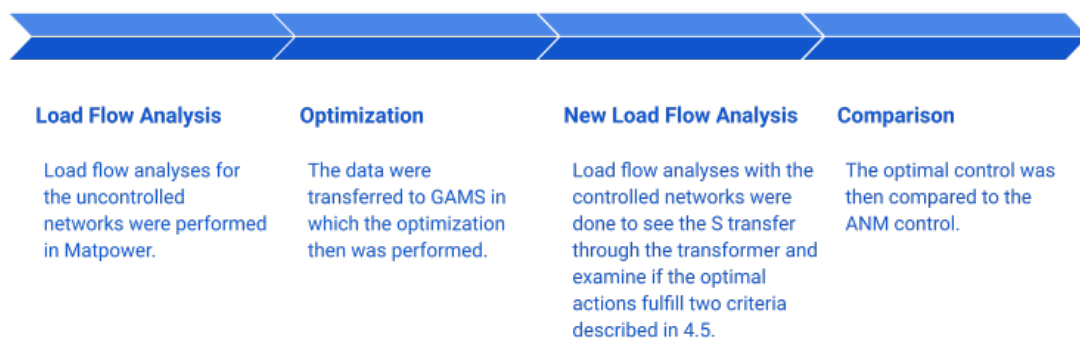 Load Flow Analysis
Load flow analyses for
the uncontrolled
networks were performed
in Matpower.
Optimization
The data were
transferred to GAMS in
which the optimization
then was performed.
New Load Flow Analysis
Load flow analyses with the
controlled networks were
done to see the S transfer
through the transformer and
examine if the optimal
actions fulfill two criteria
described in 4.5.
Comparison
The optimal control was
then compared to the
ANM control.